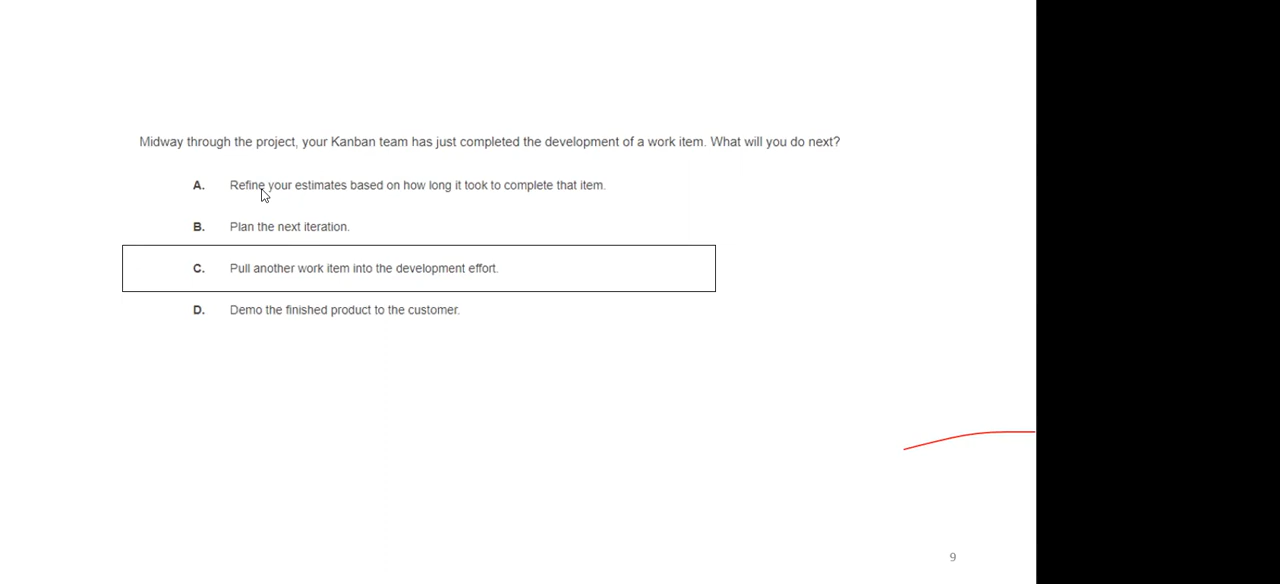 Midway through the project, your Kanban team has just completed the development of a work item. What will you do next?
A. Refine your estimates based on how long it took to complete that item.
B. Plan the next iteration.
C. Pull another work item into the development effort.
D. Demo the finished product to the customer.
9